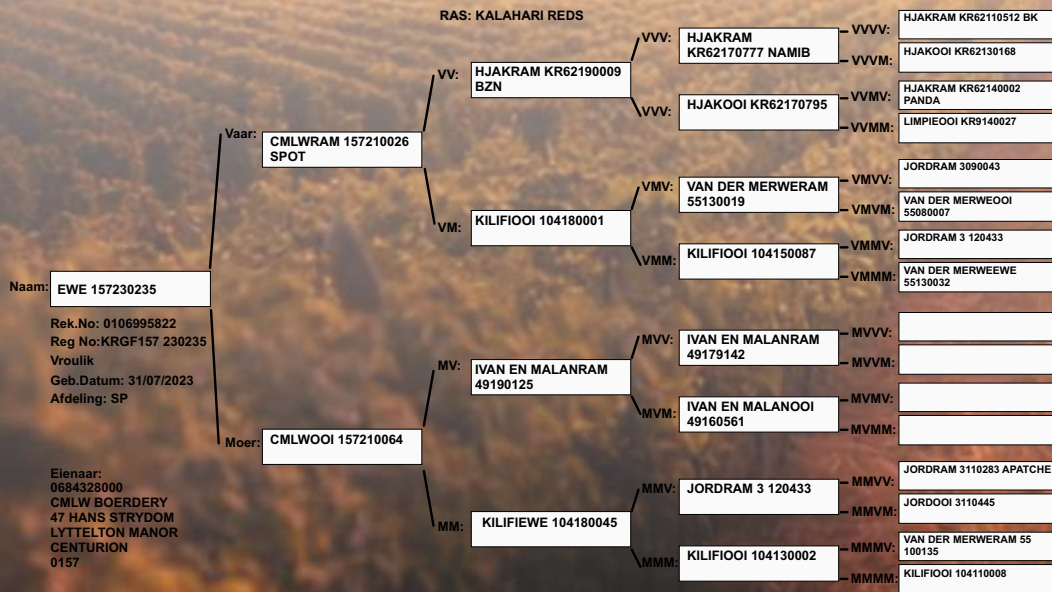 RAS: KALAHARI REDS
Naam:
EWE 157230235
Rek.No: 0106995822
Reg No:KRGF157 230235
Vroulik
Geb.Datum: 31/07/2023
Afdeling: SP
Eienaar:
0684328000
CMLW BOERDERY
47 HANS STRYDOM
LYTTELTON MANOR
CENTURION
0157
Vaar:
CMLWRAM 157210026
SPOT
Moer:
CMLWOOI 157210064
VV:
HJAKRAM KR62190009
BZN
VM:
KILIFIOOI 104180001
MV:
IVAN EN MALANRAM
49190125
MM:
KILIFIEWE 104180045
VVV:
HJAKRAM
KR62170777 NAMIB
VVV:
HJAKOOI KR62170795
VMV:
VAN DER MERWERAM
55130019
VMM:
KILIFIOOI 104150087
MVV:
IVAN EN MALANRAM
49179142
MVM:
IVAN EN MALANOOI
49160561
MMV:
JORDRAM 3 120433
MMM:
KILIFIOOI 104130002
VVVV:
HJAKRAM KR62110512 BK
VVVM:
HJAKOOI KR62130168
VVMV:
HJAKRAM KR62140002
PANDA
VVMM:
LIMPIEOOI KR9140027
VMVV:
JORDRAM 3090043
VMVM:
VAN DER MERWEOOI
55080007
VMMV:
JORDRAM 3 120433
VMMM:
VAN DER MERWEEWE
55130032
MVVV:
MVVM:
MVMV:
MVMM:
MMVV:
JORDRAM 3110283 APATCHE
MMVM:
JORDOOI 3110445
MMMV:
VAN DER MERWERAM 55
100135
MMMM:
KILIFIOOI 104110008